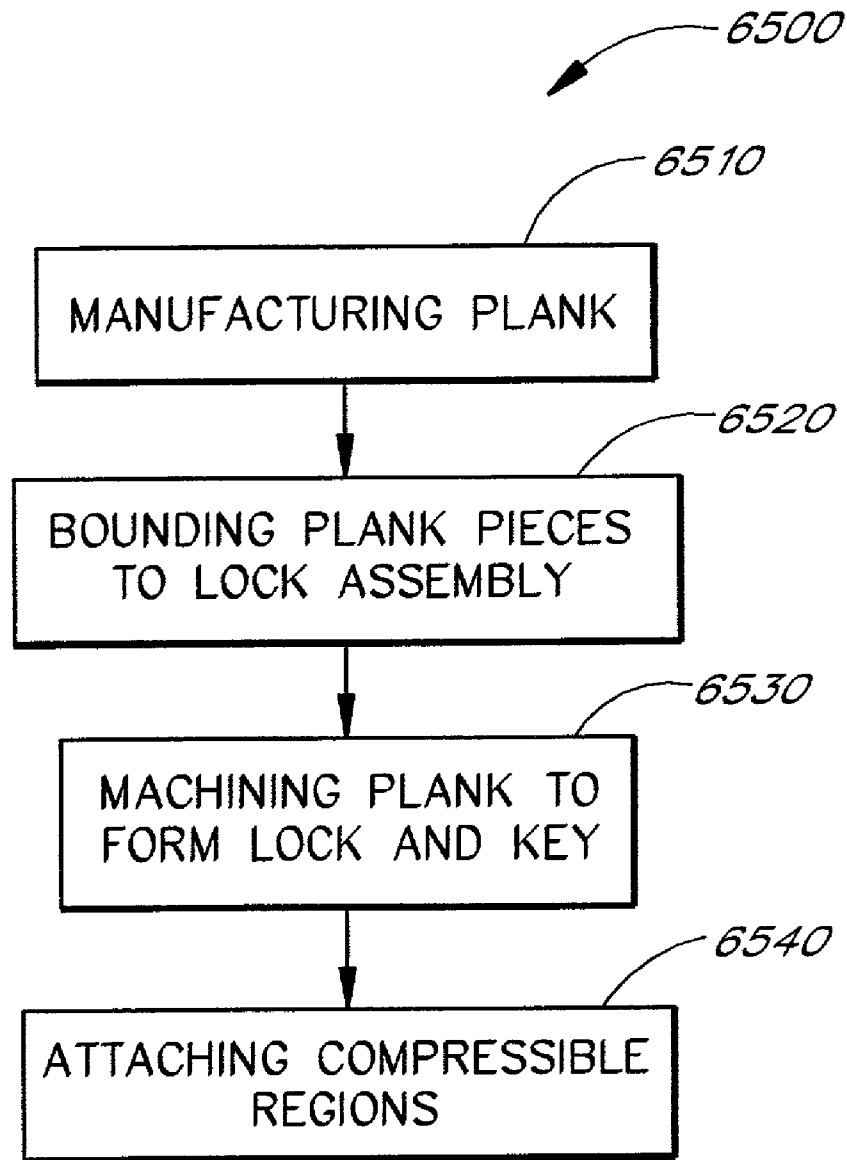 6500
6510
MANUFACTURING PLANK
6520
BOUNDING PLANK PIECES
TO LOCK ASSEMBLY
6530
MACHINING PLANK TO
FORM LOCK AND KEY
6540
ATTACHING COMPRESSIBLE
REGIONS